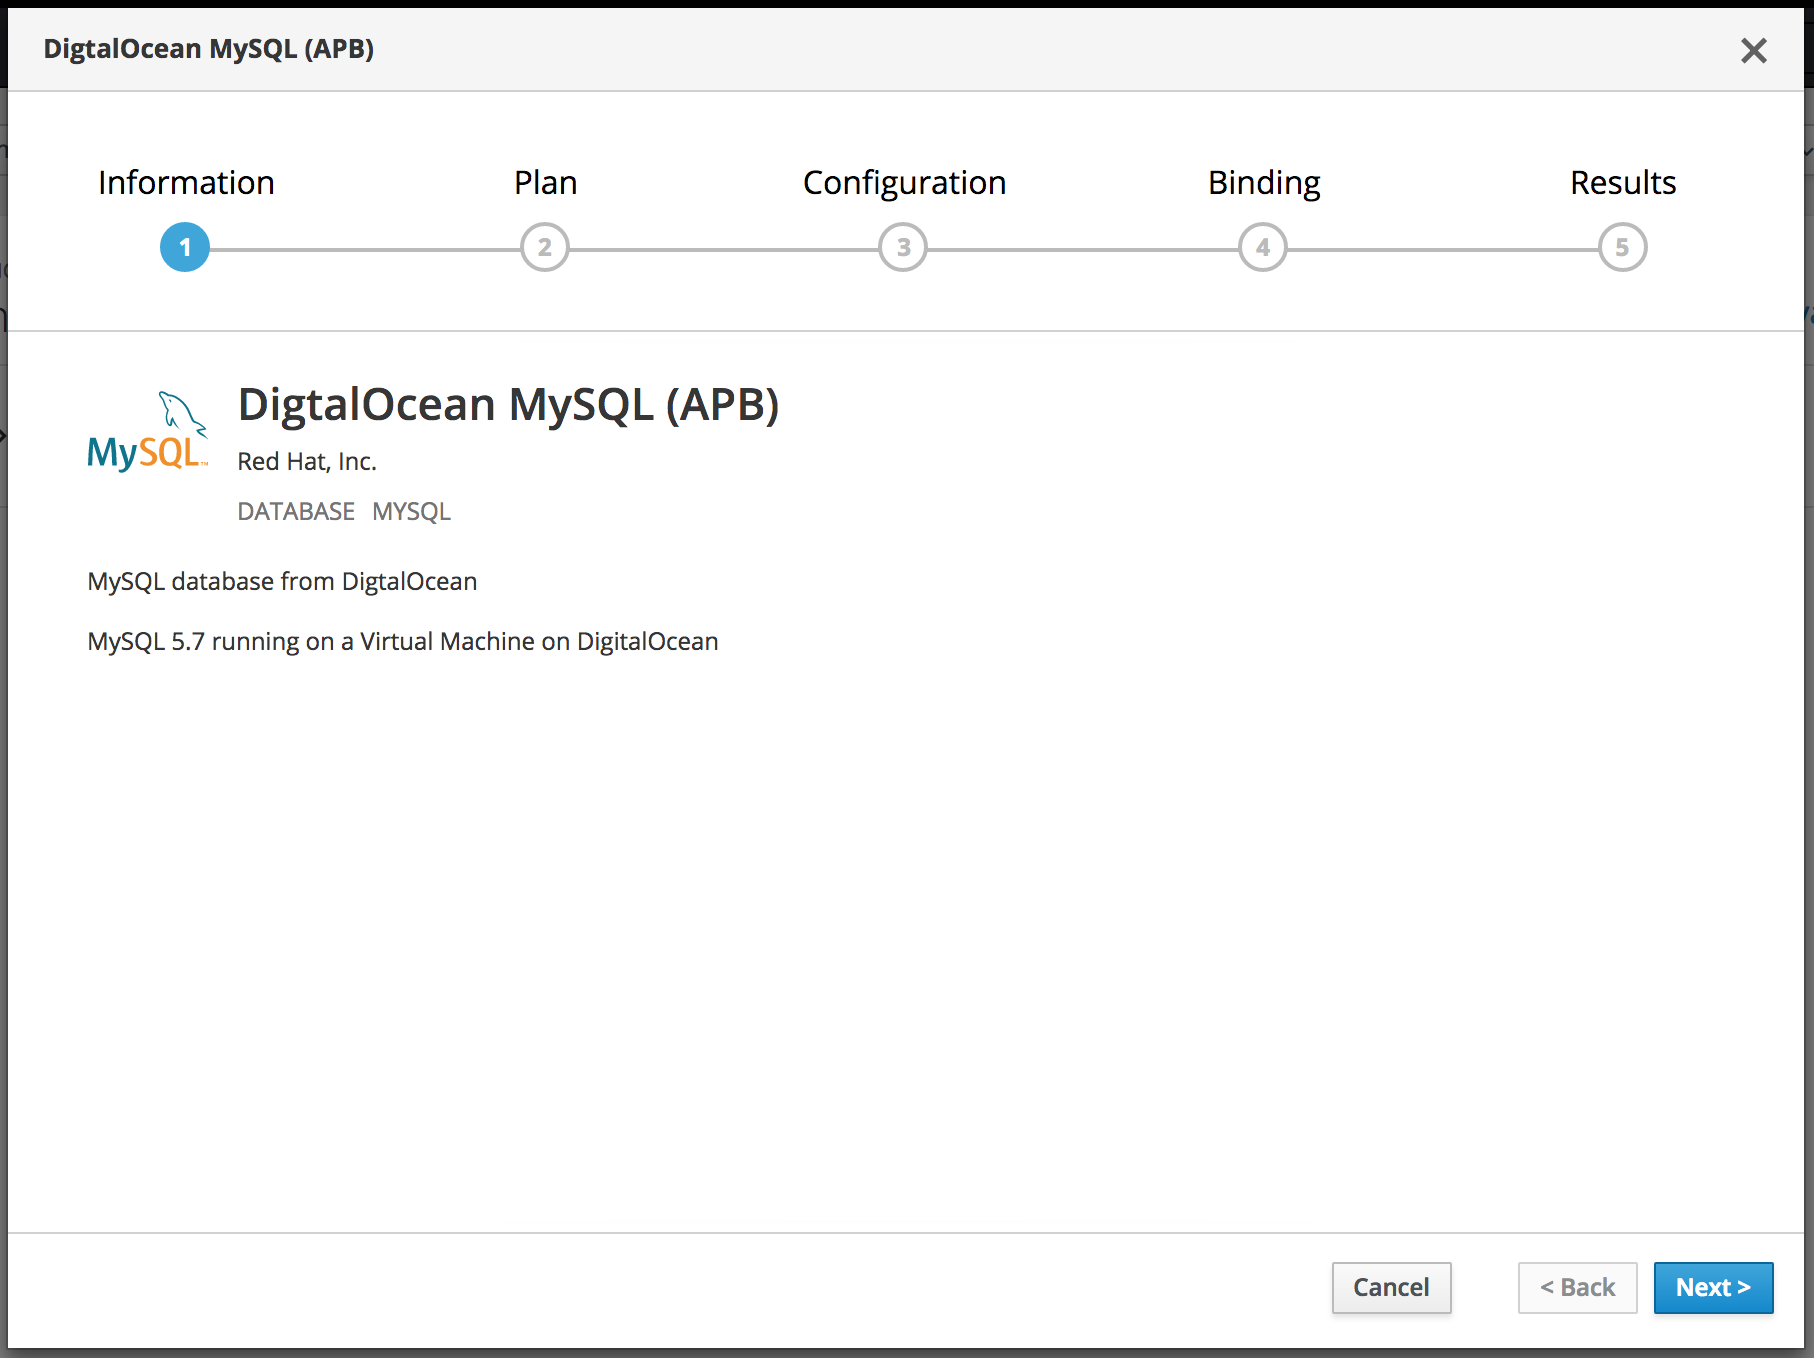 DigtalOcean MySQL (APB)
Information Plan Configuration Binding Results
1 2 3 4 5
MySQL™
DigtalOcean MySQL (APB)
Red Hat, Inc.
DATABASE MYSQL
MySQL database from DigtalOcean
MySQL 5.7 running on a Virtual Machine on DigitalOcean
Cancel < Back Next >